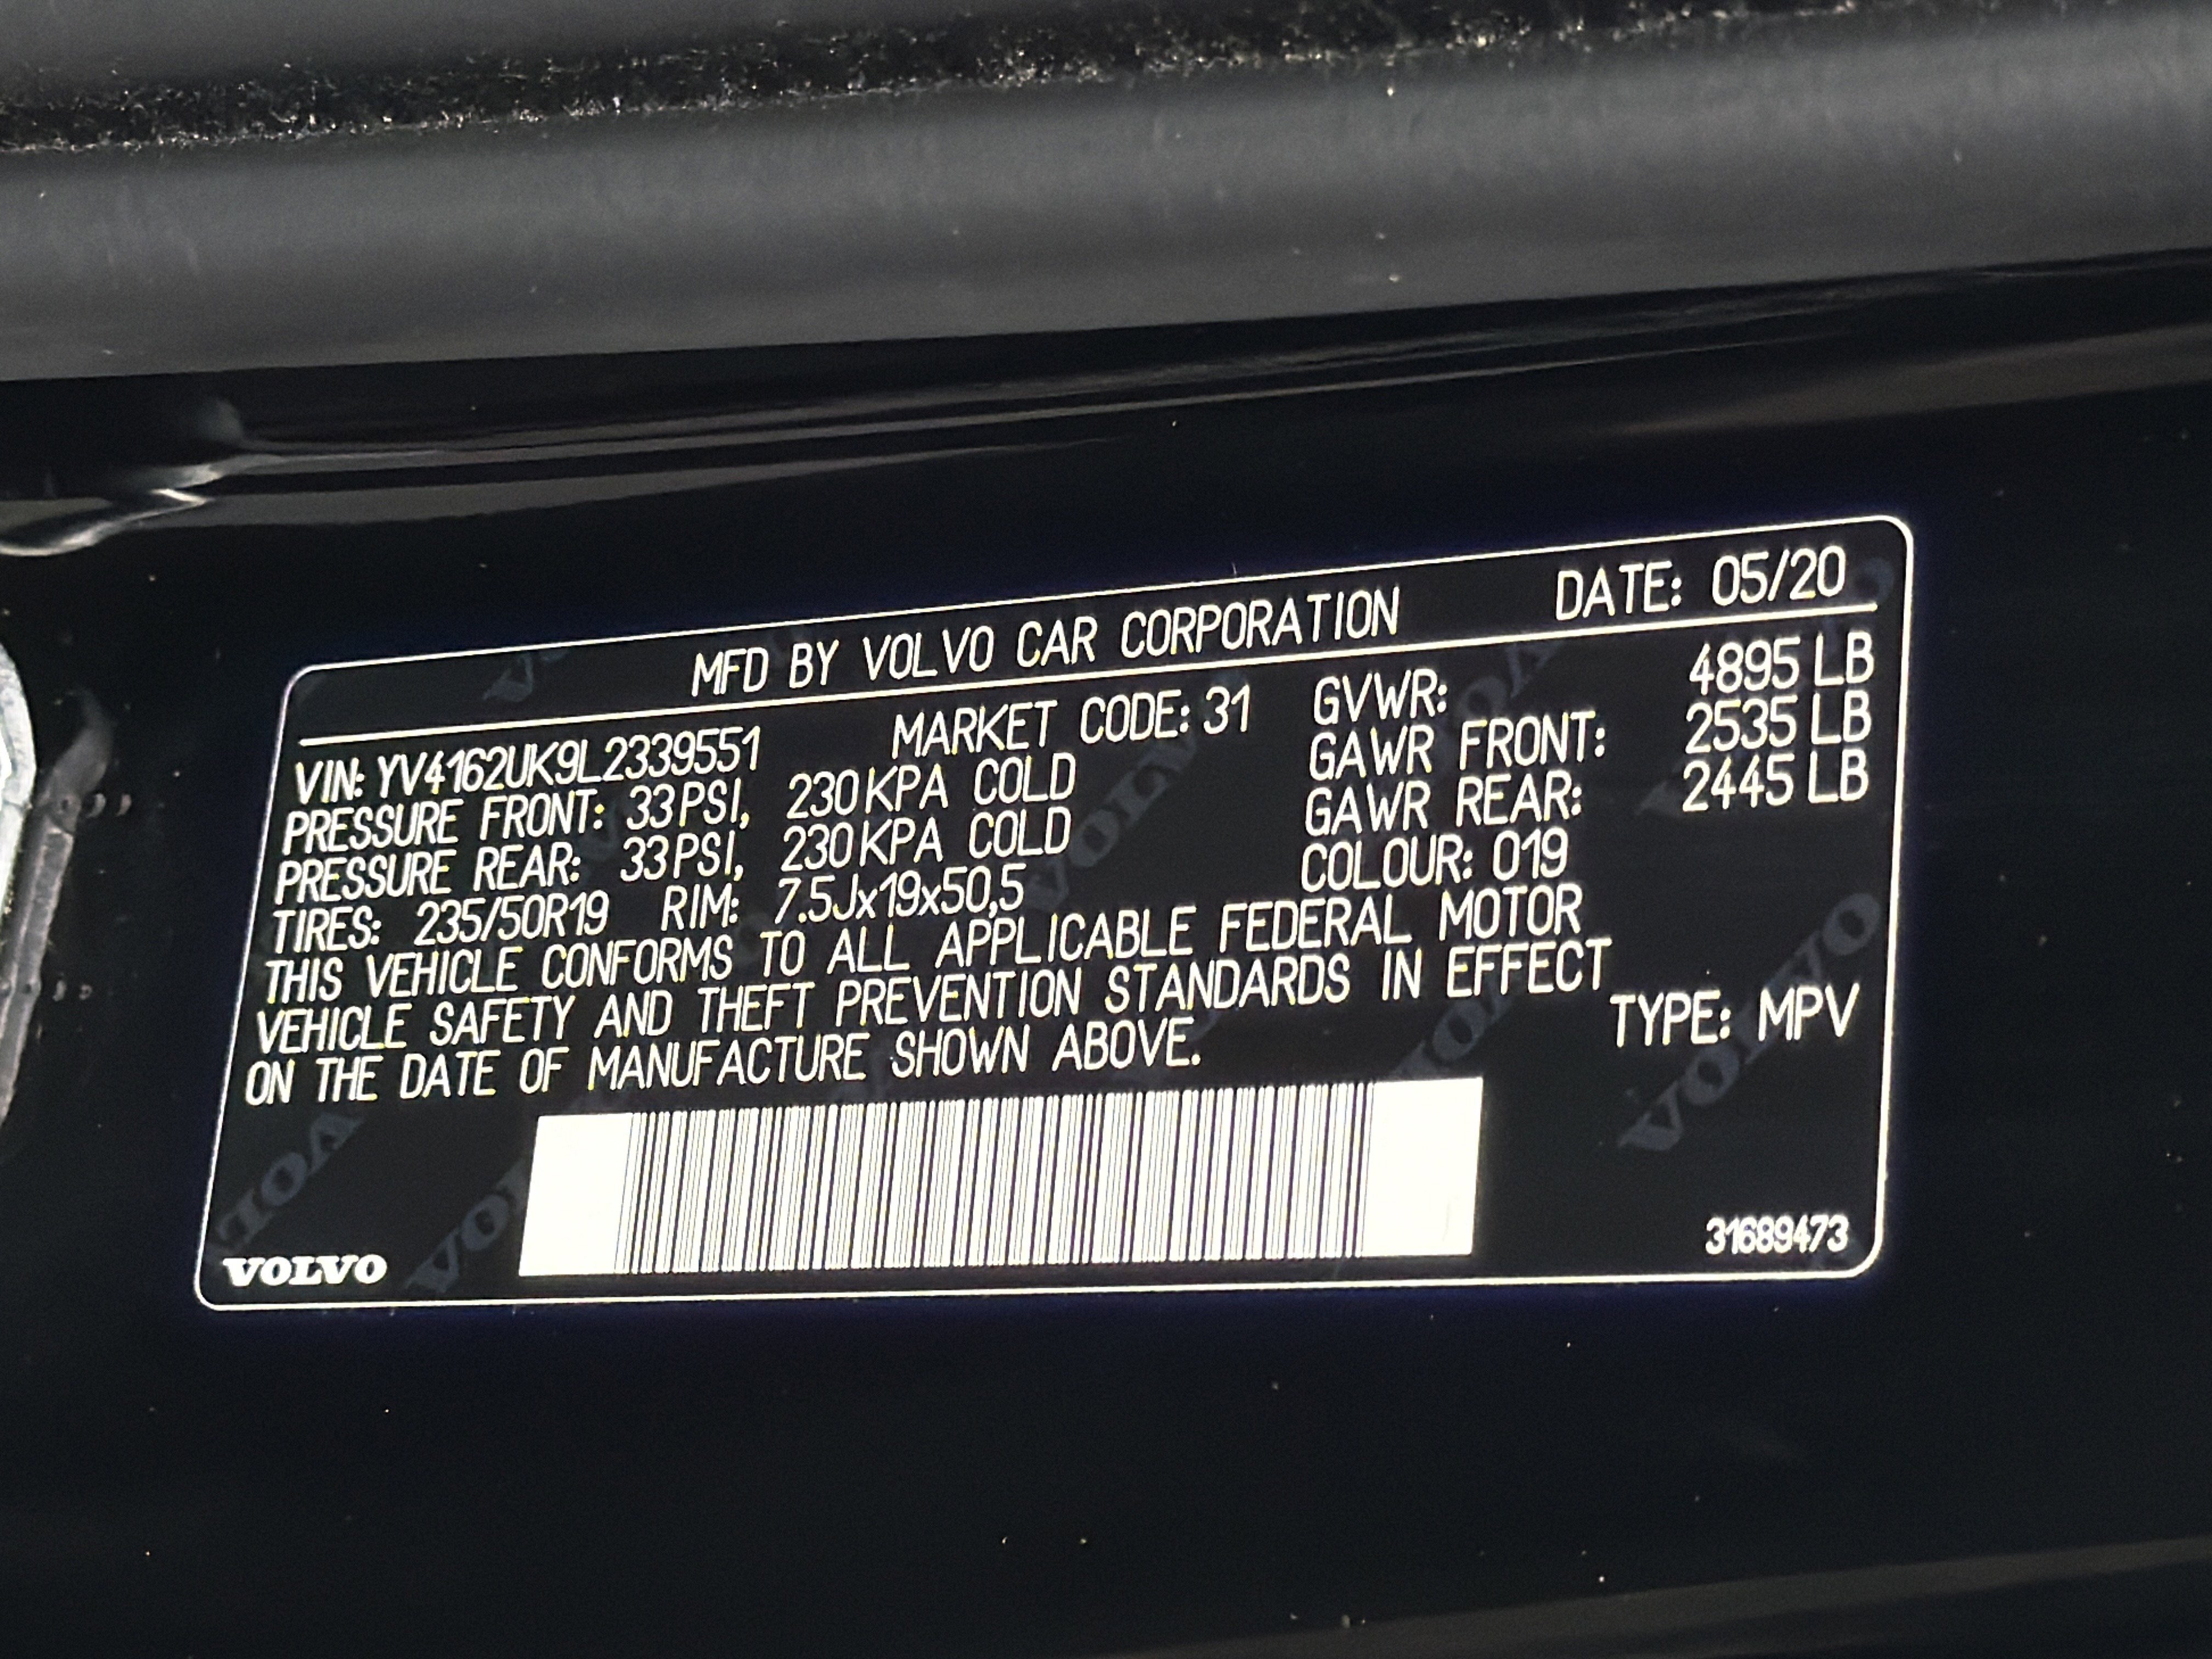 MFD BY VOLVO CAR CORPORATION DATE: 05/20
VIN: YV4162UK9L2339551 MARKET CODE: 31 GVWR: 4895 LB
PRESSURE FRONT: 33PSI, 230KPA COLD GAWR FRONT: 2535 LB
PRESSURE REAR: 33PSI, 230KPA COLD GAWR REAR: 2445 LB
TIRES: 235/50R19 RIM: 7.5Jx19x50,5 COLOUR: 019
THIS VEHICLE CONFORMS TO ALL APPLICABLE FEDERAL MOTOR
VEHICLE SAFETY AND THEFT PREVENTION STANDARDS IN EFFECT
ON THE DATE OF MANUFACTURE SHOWN ABOVE. TYPE: MPV
VOLVO 31689473